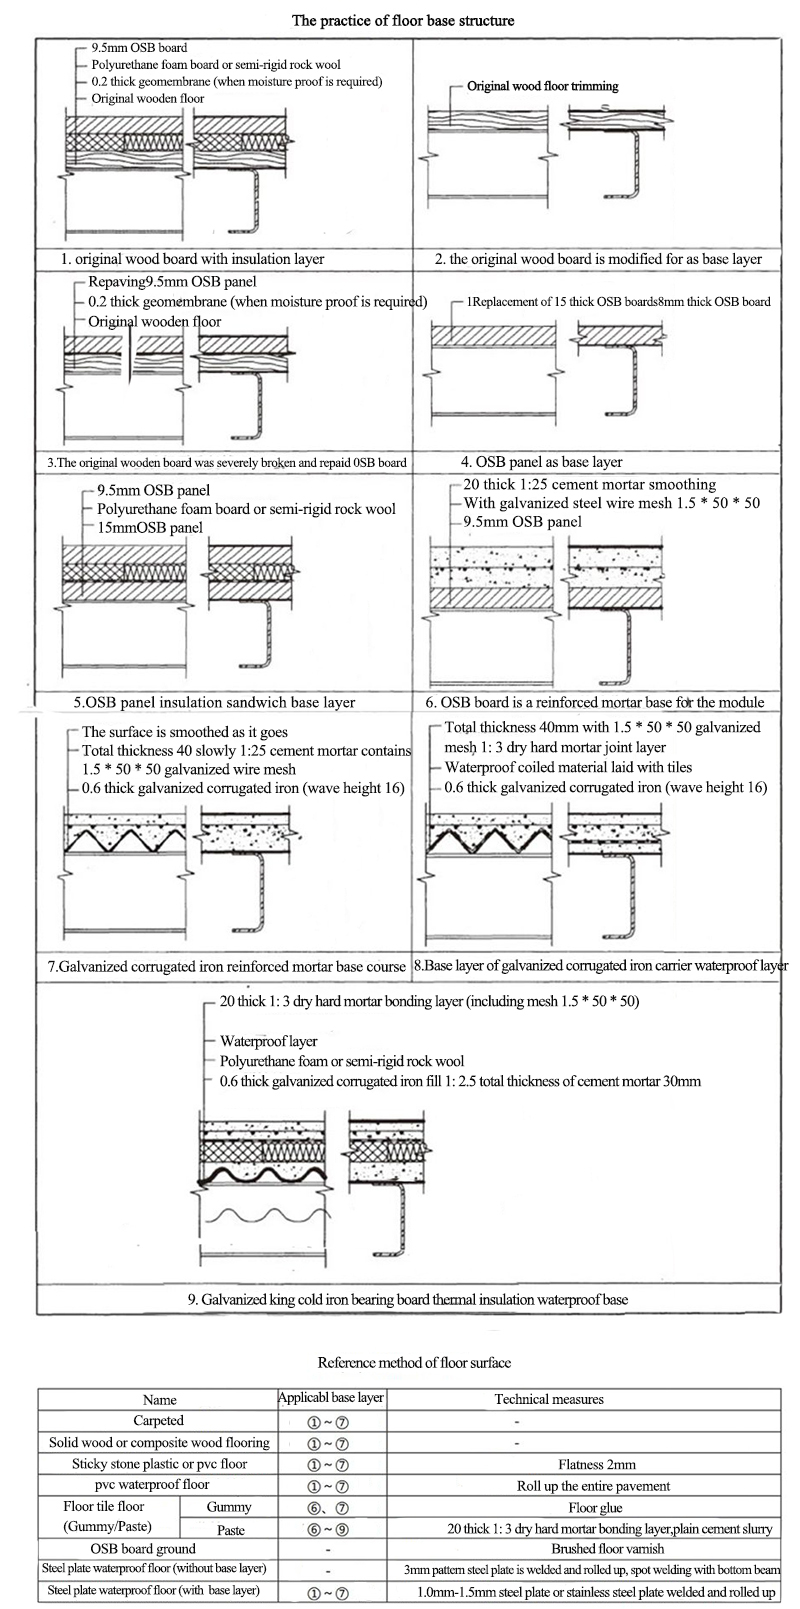 The practice of floor base structure
9.5mm OSB board
Polyurethane foam board or semi-rigid rock wool
0.2 thick geomembrane (when moisture proof is required)
Original wooden floor
Original wood floor trimming
1. original wood board with insulation layer
2. the original wood board is modified for as base layer
Repaving9.5mm OSB panel
0.2 thick geomembrane (when moisture proof is required)
Original wooden floor
1Replacement of 15 thick OSB boards8mm thick OSB board
3.The original wooden board was severely broken and repaid 0SB board
4. OSB panel as base layer
9.5mm OSB panel
Polyurethane foam board or semi-rigid rock wool
15mmOSB panel
20 thick 1:25 cement mortar smoothing
With galvanized steel wire mesh 1.5 * 50 * 50
9.5mm OSB panel
5.OSB panel insulation sandwich base layer
6. OSB board is a reinforced mortar base for the module
The surface is smoothed as it goes
Total thickness 40 slowly 1:25 cement mortar contains
1.5 * 50 * 50 galvanized wire mesh
0.6 thick galvanized corrugated iron (wave height 16)
Total thickness 40mm with 1.5 * 50 * 50 galvanized
mesh 1: 3 dry hard mortar joint layer
Waterproof coiled material laid with tiles
0.6 thick galvanized corrugated iron (wave height 16)
7.Galvanized corrugated iron reinforced mortar base course
8.Base layer of galvanized corrugated iron carrier waterproof layer
20 thick 1: 3 dry hard mortar bonding layer (including mesh 1.5 * 50 * 50)
Waterproof layer
Polyurethane foam or semi-rigid rock wool
0.6 thick galvanized corrugated iron fill 1: 2.5 total thickness of cement mortar 30mm
9. Galvanized king cold iron bearing board thermal insulation waterproof base
Reference method of floor surface
Name Applicabl base layer Technical measures
Carpeted ①~⑦ -
Solid wood or composite wood flooring ①~⑦ -
Sticky stone plastic or pvc floor ①~⑦ Flatness 2mm
pvc waterproof floor ①~⑦ Roll up the entire pavement
Floor tile floor (Gummy/Paste) Gummy ⑥、⑦ Floor glue
Paste ⑥~⑨ 20 thick 1: 3 dry hard mortar bonding layer,plain cement slurry
OSB board ground - Brushed floor varnish
Steel plate waterproof floor (without base layer) - 3mm pattern steel plate is welded and rolled up, spot welding with bottom beam
Steel plate waterproof floor (with base layer) ①~⑦ 1.0mm-1.5mm steel plate or stainless steel plate welded and rolled up